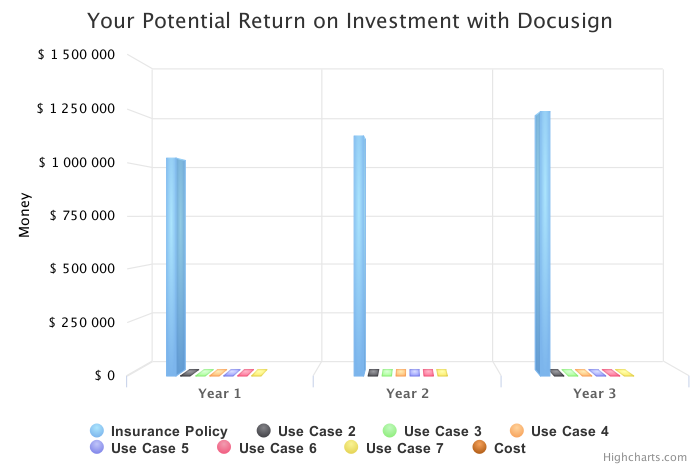 Your Potential Return on Investment with Docusign
$ 1 500 000
$ 1 250 000
$ 1 000 000
$ 750 000
$ 500 000
$ 250 000
$ 0
Money
Year 1 Year 2 Year 3
Insurance Policy Use Case 2 Use Case 3 Use Case 4
Use Case 5 Use Case 6 Use Case 7 Cost
Highcharts.com